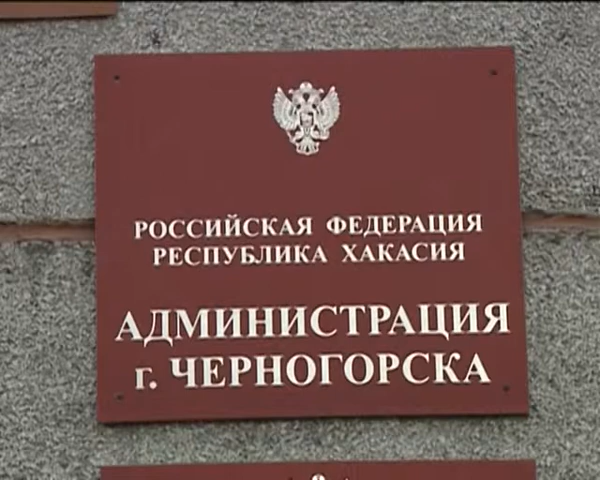 РОССИЙСКАЯ ФЕДЕРАЦИЯ
РЕСПУБЛИКА ХАКАСИЯ
АДМИНИСТРАЦИЯ
г. ЧЕРНОГОРСКА